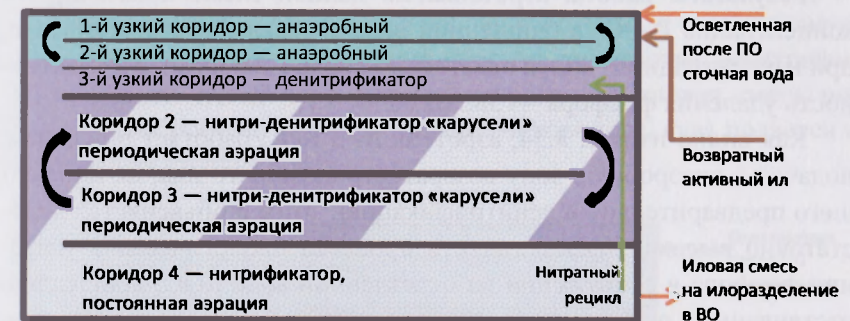 1-й узкий коридор — анаэробный
2-й узкий коридор — анаэробный
3-й узкий коридор — денитрификатор
Коридор 2 — нитри-денитрификатор «карусели»
периодическая аэрация
Коридор 3 — нитри-денитрификатор «карусели»
периодическая аэрация
Коридор 4 — нитрификатор,
постоянная аэрация
Нитратный
рецикл
Осветленная
после ПО
сточная вода
Возвратный
активный ил
Иловая смесь
на илоразделение
в ВО